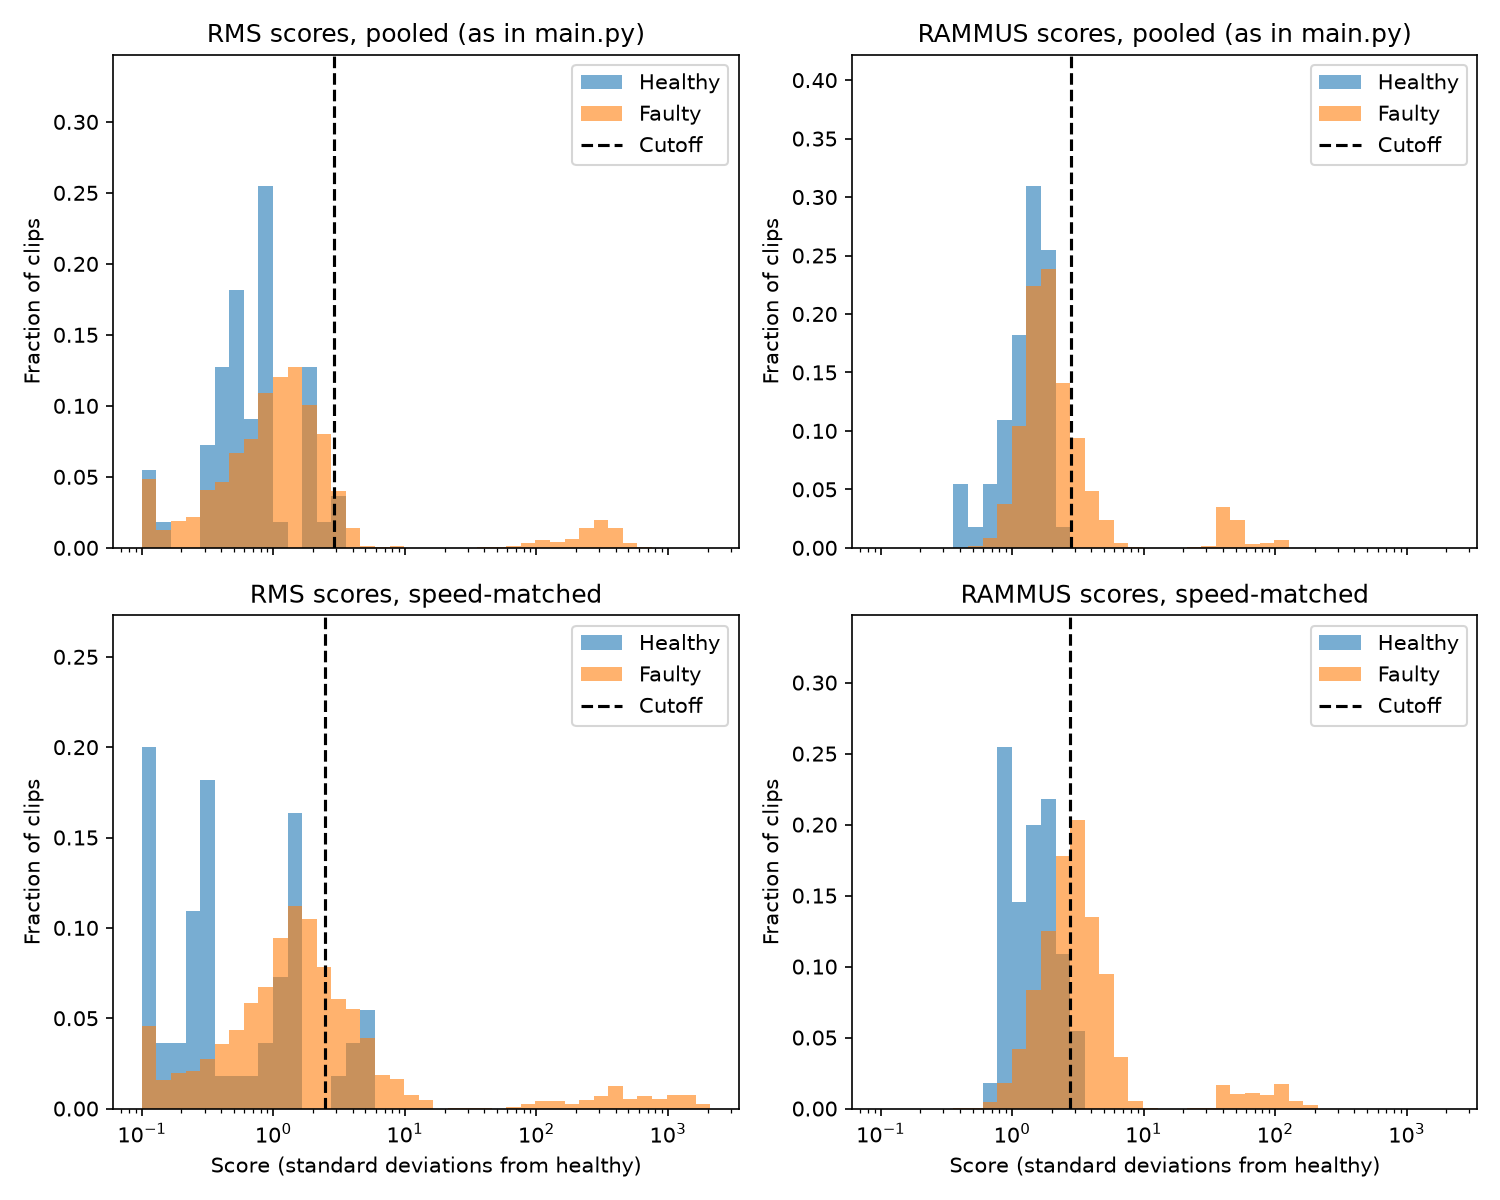 RMS scores, pooled (as in main.py)
Fraction of clips
0.30
0.25
0.20
0.15
0.10
0.05
0.00
Healthy
Faulty
Cutoff
RAMMUS scores, pooled (as in main.py)
Fraction of clips
0.40
0.35
0.30
0.25
0.20
0.15
0.10
0.05
0.00
Healthy
Faulty
Cutoff
RMS scores, speed-matched
Fraction of clips
0.25
0.20
0.15
0.10
0.05
0.00
Healthy
Faulty
Cutoff
10⁻¹ 10⁰ 10¹ 10² 10³
Score (standard deviations from healthy)
RAMMUS scores, speed-matched
Fraction of clips
0.30
0.25
0.20
0.15
0.10
0.05
0.00
Healthy
Faulty
Cutoff
10⁻¹ 10⁰ 10¹ 10² 10³
Score (standard deviations from healthy)